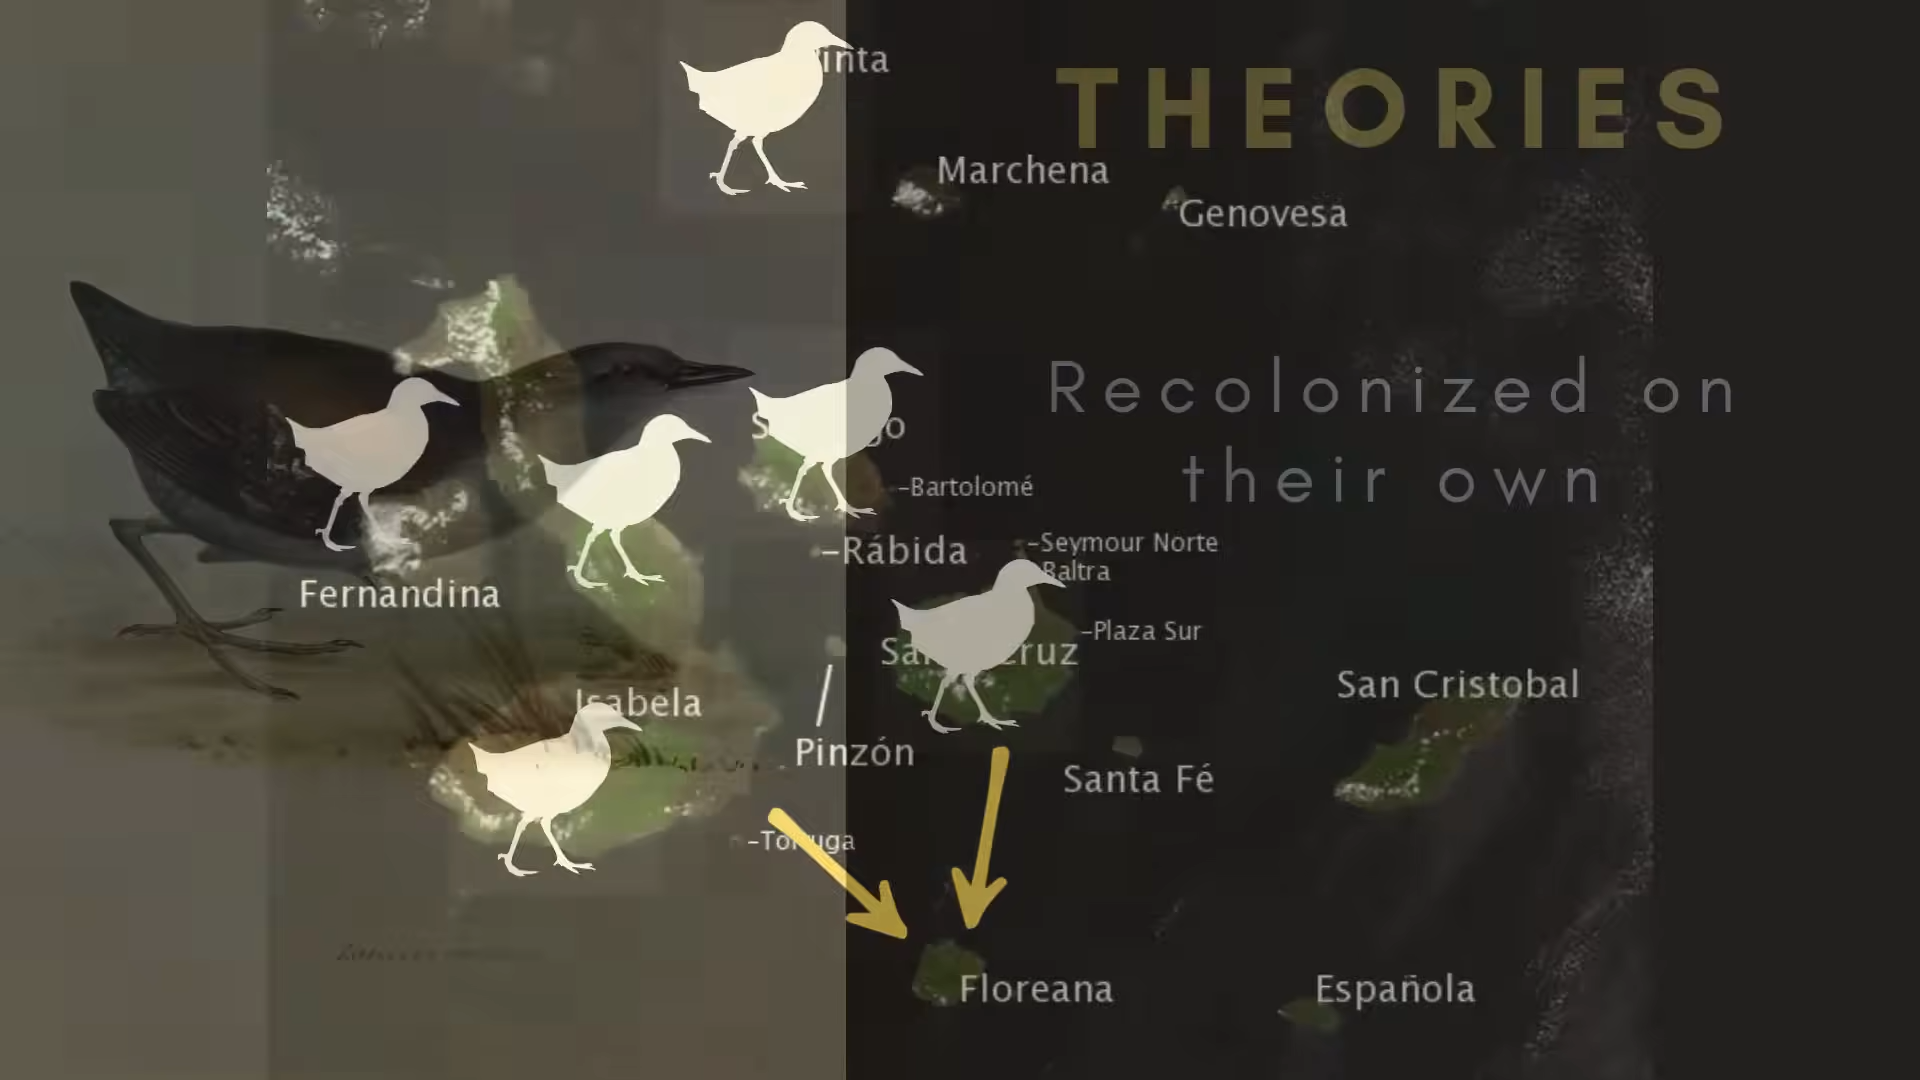 THEORIES
Marchena
Genovesa
Recolonized on
their own
–Bartolomé
–Seymour Norte
–Rábida
Baltra
Fernandina
–Plaza Sur
San Cristobal
Isabela
Pinzón
Santa Fé
Floreana
Española